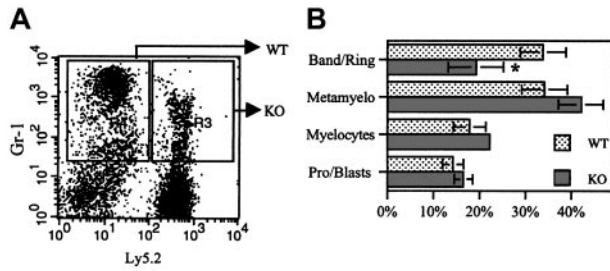 A
WT
KO
R3
Gr-1
10^4
10^3
10^2
10^1
10^0
10^0 10^1 10^2 10^3 10^4
Ly5.2
B
Band/Ring
*
Metamyelo
Myelocytes
Pro/Blasts
WT
KO
0% 10% 20% 30% 40%